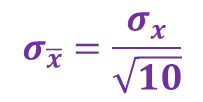 σ_x̄ = σ_x / √10